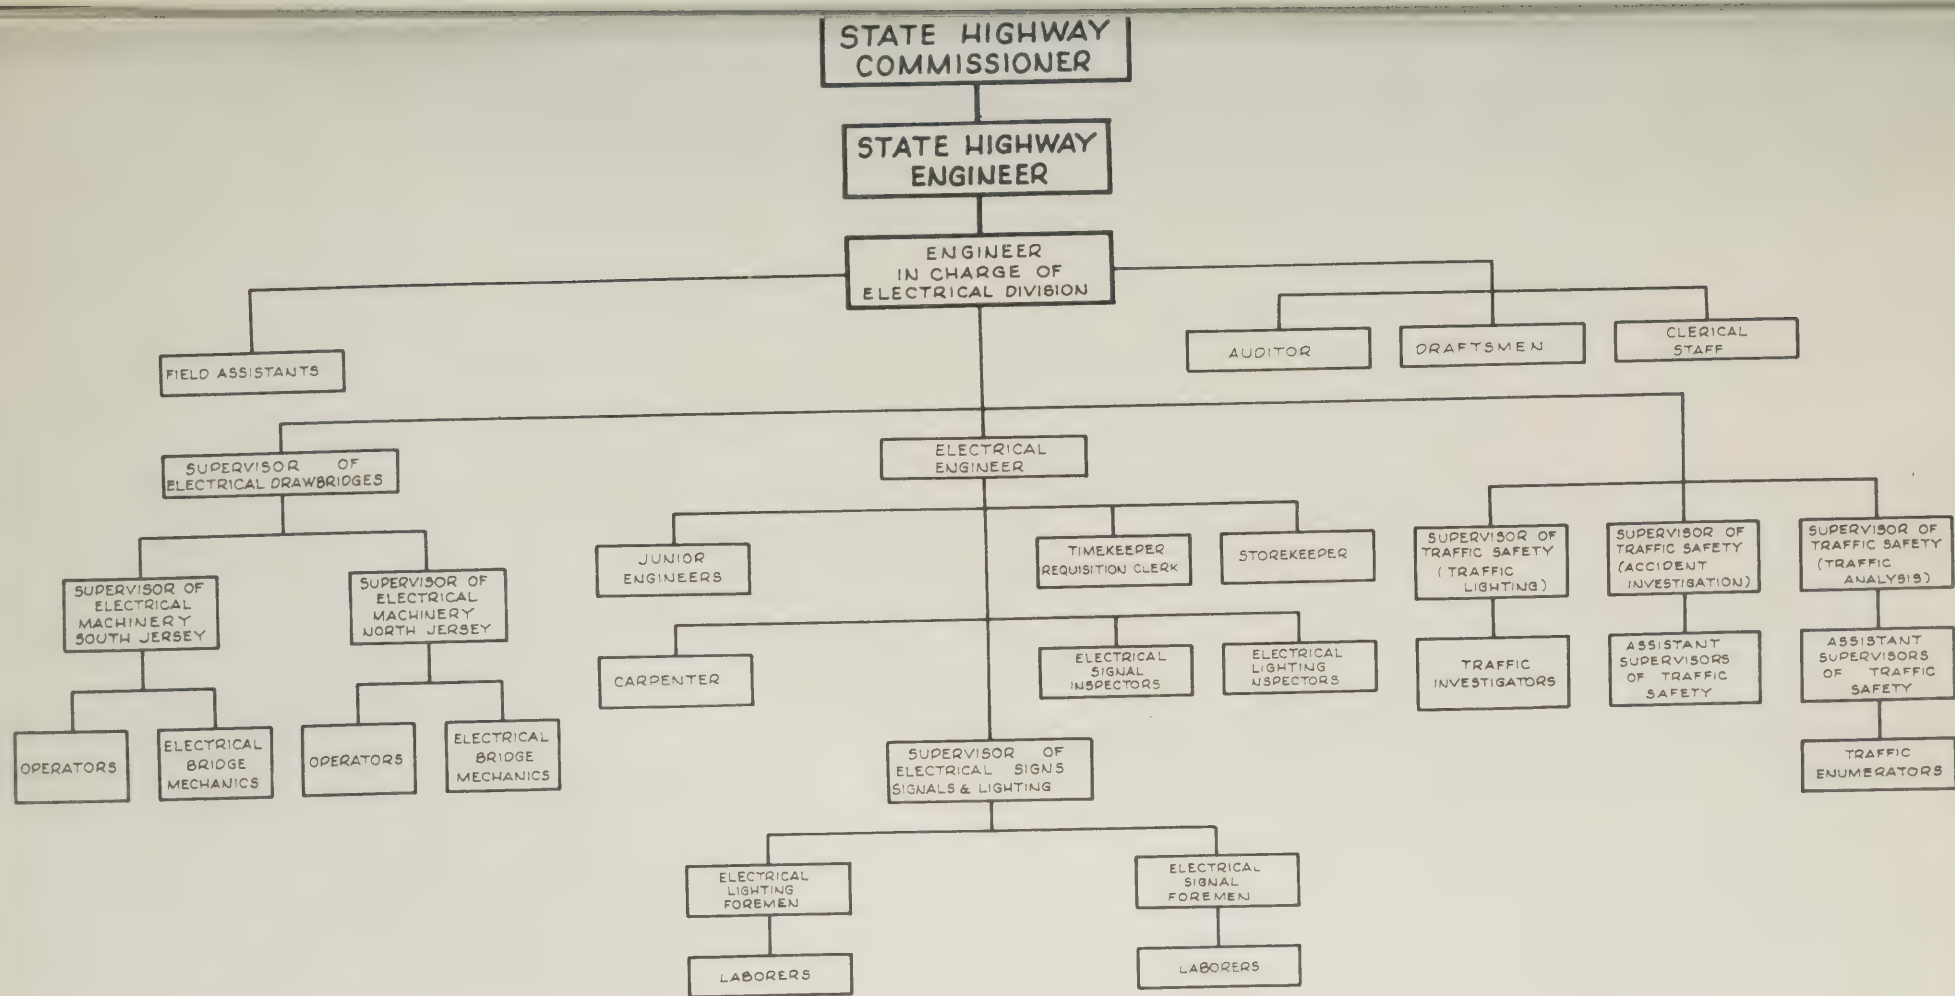 STATE HIGHWAY
COMMISSIONER
STATE HIGHWAY
ENGINEER
ENGINEER
IN CHARGE OF
ELECTRICAL DIVISION
FIELD ASSISTANTS
AUDITOR
DRAFTSMEN
CLERICAL
STAFF
SUPERVISOR OF
ELECTRICAL DRAWBRIDGES
ELECTRICAL
ENGINEER
SUPERVISOR OF
ELECTRICAL
MACHINERY
SOUTH JERSEY
SUPERVISOR OF
ELECTRICAL
MACHINERY
NORTH JERSEY
JUNIOR
ENGINEERS
TIMEKEEPER
REQUISITION CLERK
STOREKEEPER
SUPERVISOR OF
TRAFFIC SAFETY
(TRAFFIC
LIGHTING)
SUPERVISOR OF
TRAFFIC SAFETY
(ACCIDENT
INVESTIGATION)
SUPERVISOR OF
TRAFFIC SAFETY
(TRAFFIC
ANALYSIS)
CARPENTER
ELECTRICAL
SIGNAL
INSPECTORS
ELECTRICAL
LIGHTING
NSPECTORS
TRAFFIC
INVESTIGATORS
ASSISTANT
SUPERVISORS
OF TRAFFIC
SAFETY
ASSISTANT
SUPERVISORS
OF TRAFFIC
SAFETY
OPERATORS
ELECTRICAL
BRIDGE
MECHANICS
OPERATORS
ELECTRICAL
BRIDGE
MECHANICS
SUPERVISOR OF
ELECTRICAL SIGNS
SIGNALS & LIGHTING
TRAFFIC
ENUMERATORS
ELECTRICAL
LIGHTING
FOREMEN
ELECTRICAL
SIGNAL
FOREMEN
LABORERS
LABORERS